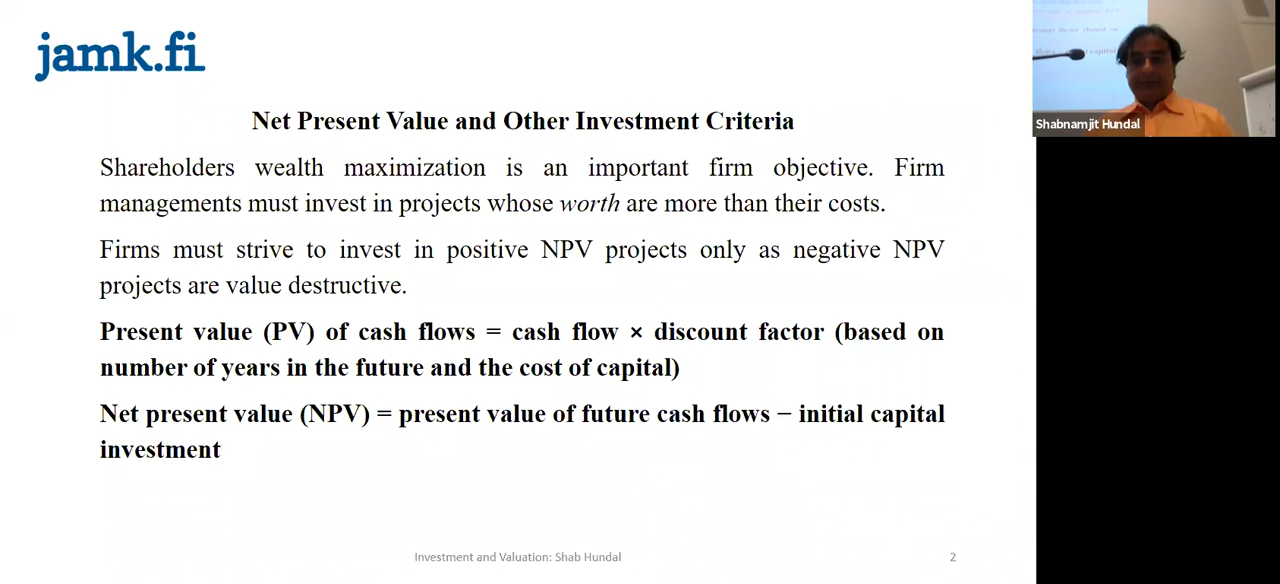 jamk.fi
Net Present Value and Other Investment Criteria
Shareholders wealth maximization is an important firm objective. Firm
managements must invest in projects whose worth are more than their costs.
Firms must strive to invest in positive NPV projects only as negative NPV
projects are value destructive.
Present value (PV) of cash flows = cash flow × discount factor (based on
number of years in the future and the cost of capital)
Net present value (NPV) = present value of future cash flows − initial capital
investment
Investment and Valuation: Shab Hundal
2
Shabnamjit Hundal